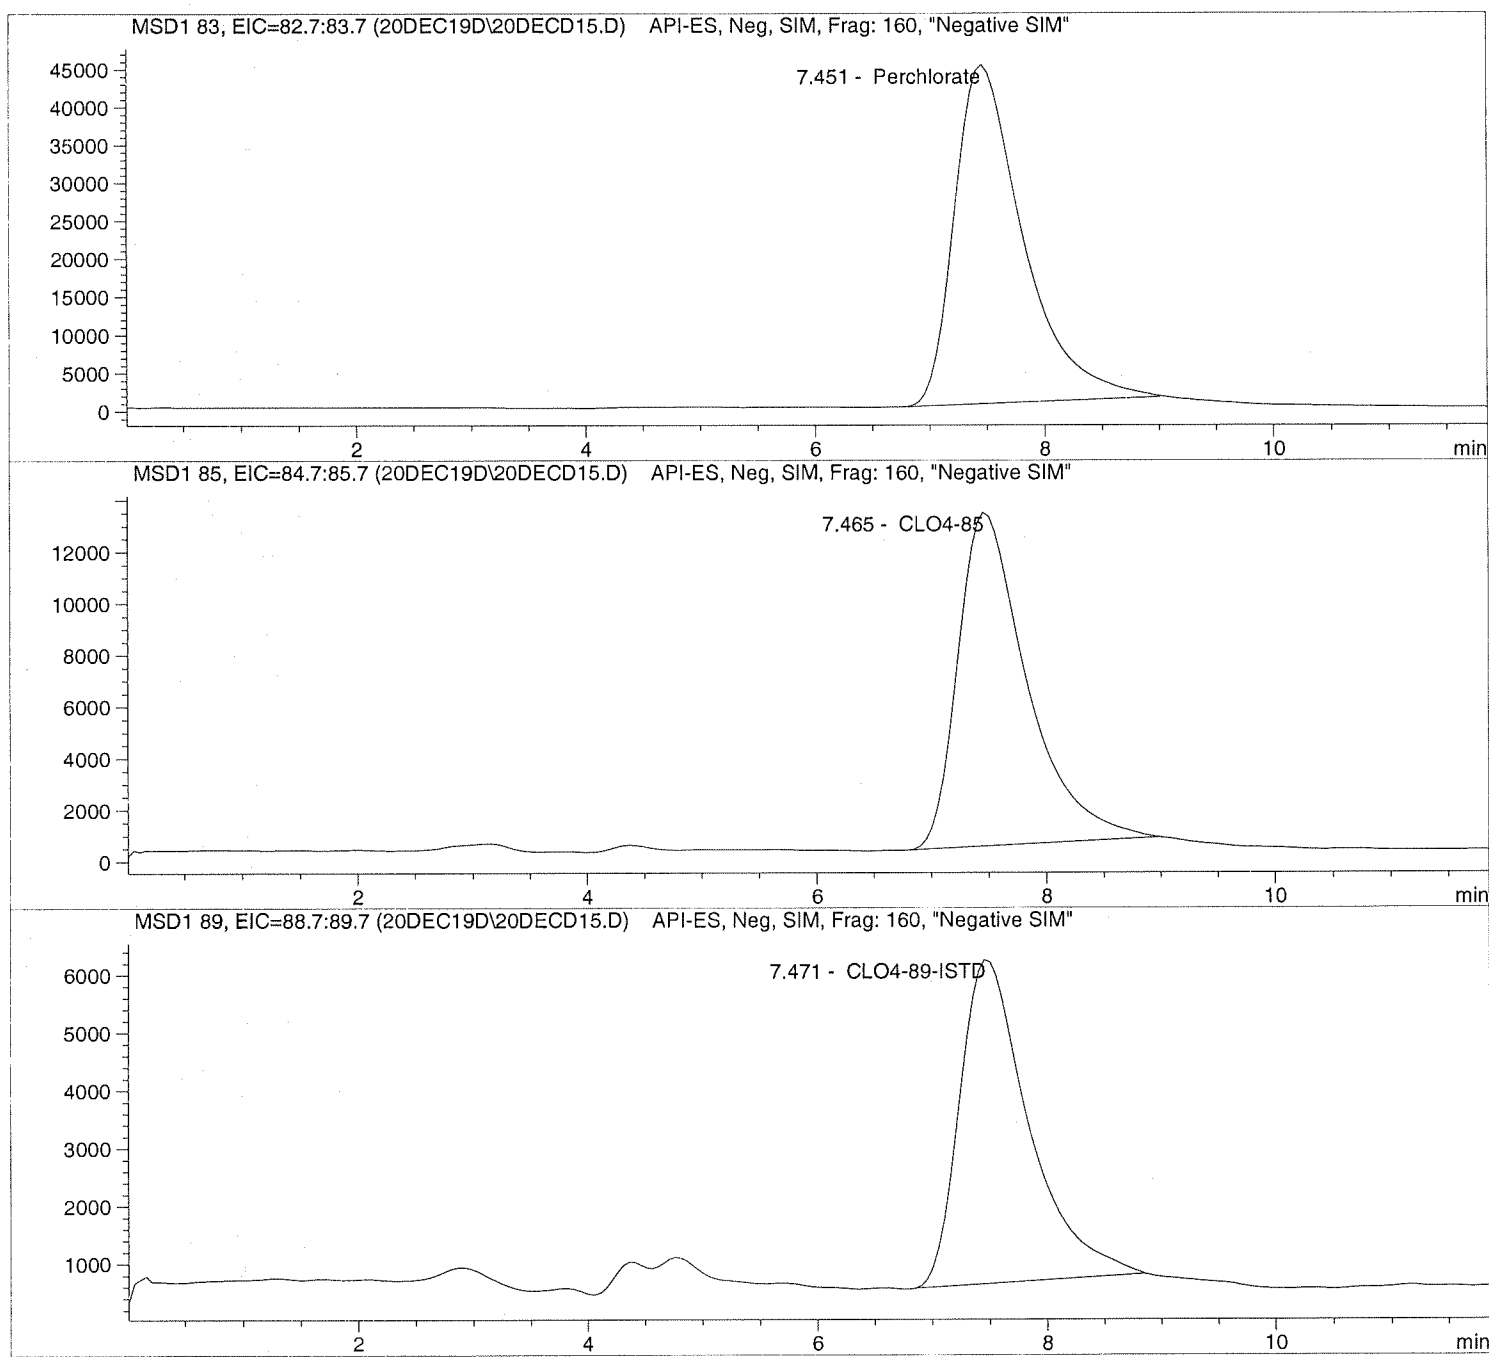 MSD1 83, EIC=82.7:83.7 (20DEC19D\20DECD15.D) API-ES, Neg, SIM, Frag: 160, "Negative SIM"
7.451 - Perchlorate
45000
40000
35000
30000
25000
20000
15000
10000
5000
0
2 4 6 8 10 min
MSD1 85, EIC=84.7:85.7 (20DEC19D\20DECD15.D) API-ES, Neg, SIM, Frag: 160, "Negative SIM"
7.465 - CLO4-85
12000
10000
8000
6000
4000
2000
0
2 4 6 8 10 min
MSD1 89, EIC=88.7:89.7 (20DEC19D\20DECD15.D) API-ES, Neg, SIM, Frag: 160, "Negative SIM"
7.471 - CLO4-89-ISTD
6000
5000
4000
3000
2000
1000
2 4 6 8 10 min